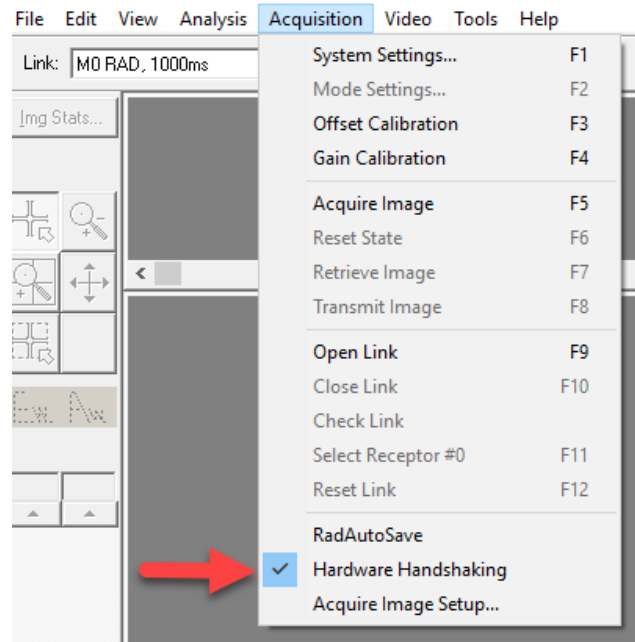 File Edit View Analysis Acquisition Video Tools Help
Link: M0 RAD, 1000ms
Img Stats...
System Settings... F1
Mode Settings... F2
Offset Calibration F3
Gain Calibration F4
Acquire Image F5
Reset State F6
Retrieve Image F7
Transmit Image F8
Open Link F9
Close Link F10
Check Link
Select Receptor #0 F11
Reset Link F12
RadAutoSave
Hardware Handshaking
Acquire Image Setup...